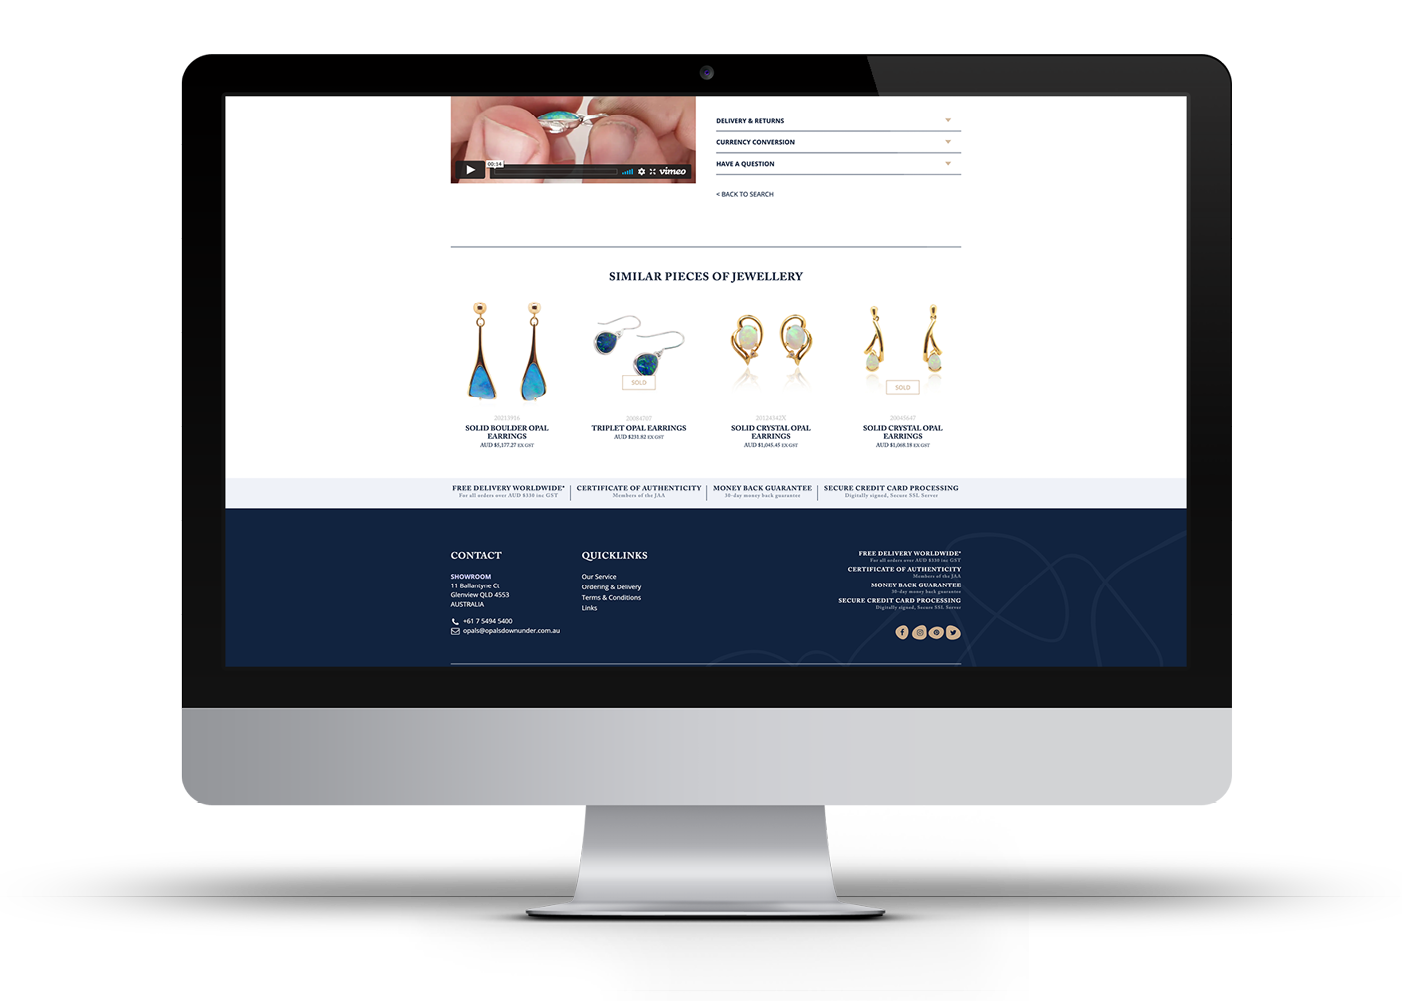 00:34
vimeo
DELIVERY & RETURNS
CURRENCY CONVERSION
HAVE A QUESTION
< BACK TO SEARCH
SIMILAR PIECES OF JEWELLERY
SOLD
SOLD
20213916
SOLID BOULDER OPAL
EARRINGS
AUD $5,177.27 EX GST
TRIPLET OPAL EARRINGS
AUD $231.82 EX GST
SOLID CRYSTAL OPAL
EARRINGS
AUD $1,045.45 EX GST
20045647
SOLID CRYSTAL OPAL
EARRINGS
AUD $1,068.18 EX GST
FREE DELIVERY WORLDWIDE*
For all orders over AUD $330 inc GST
CERTIFICATE OF AUTHENTICITY
Members of the JAA
MONEY BACK GUARANTEE
30-day money back guarantee
SECURE CREDIT CARD PROCESSING
Digitally signed, Secure SSL Server
CONTACT
SHOWROOM
11 Ballantyne Ct
Glenview QLD 4553
AUSTRALIA
+61 7 5494 5400
opals@opalsdownunder.com.au
QUICKLINKS
Our Service
Ordering & Delivery
Terms & Conditions
Links
FREE DELIVERY WORLDWIDE*
For all orders over AUD $330 inc GST
CERTIFICATE OF AUTHENTICITY
Members of the JAA
MONEY BACK GUARANTEE
30-day money back guarantee
SECURE CREDIT CARD PROCESSING
Digitally signed, Secure SSL Server